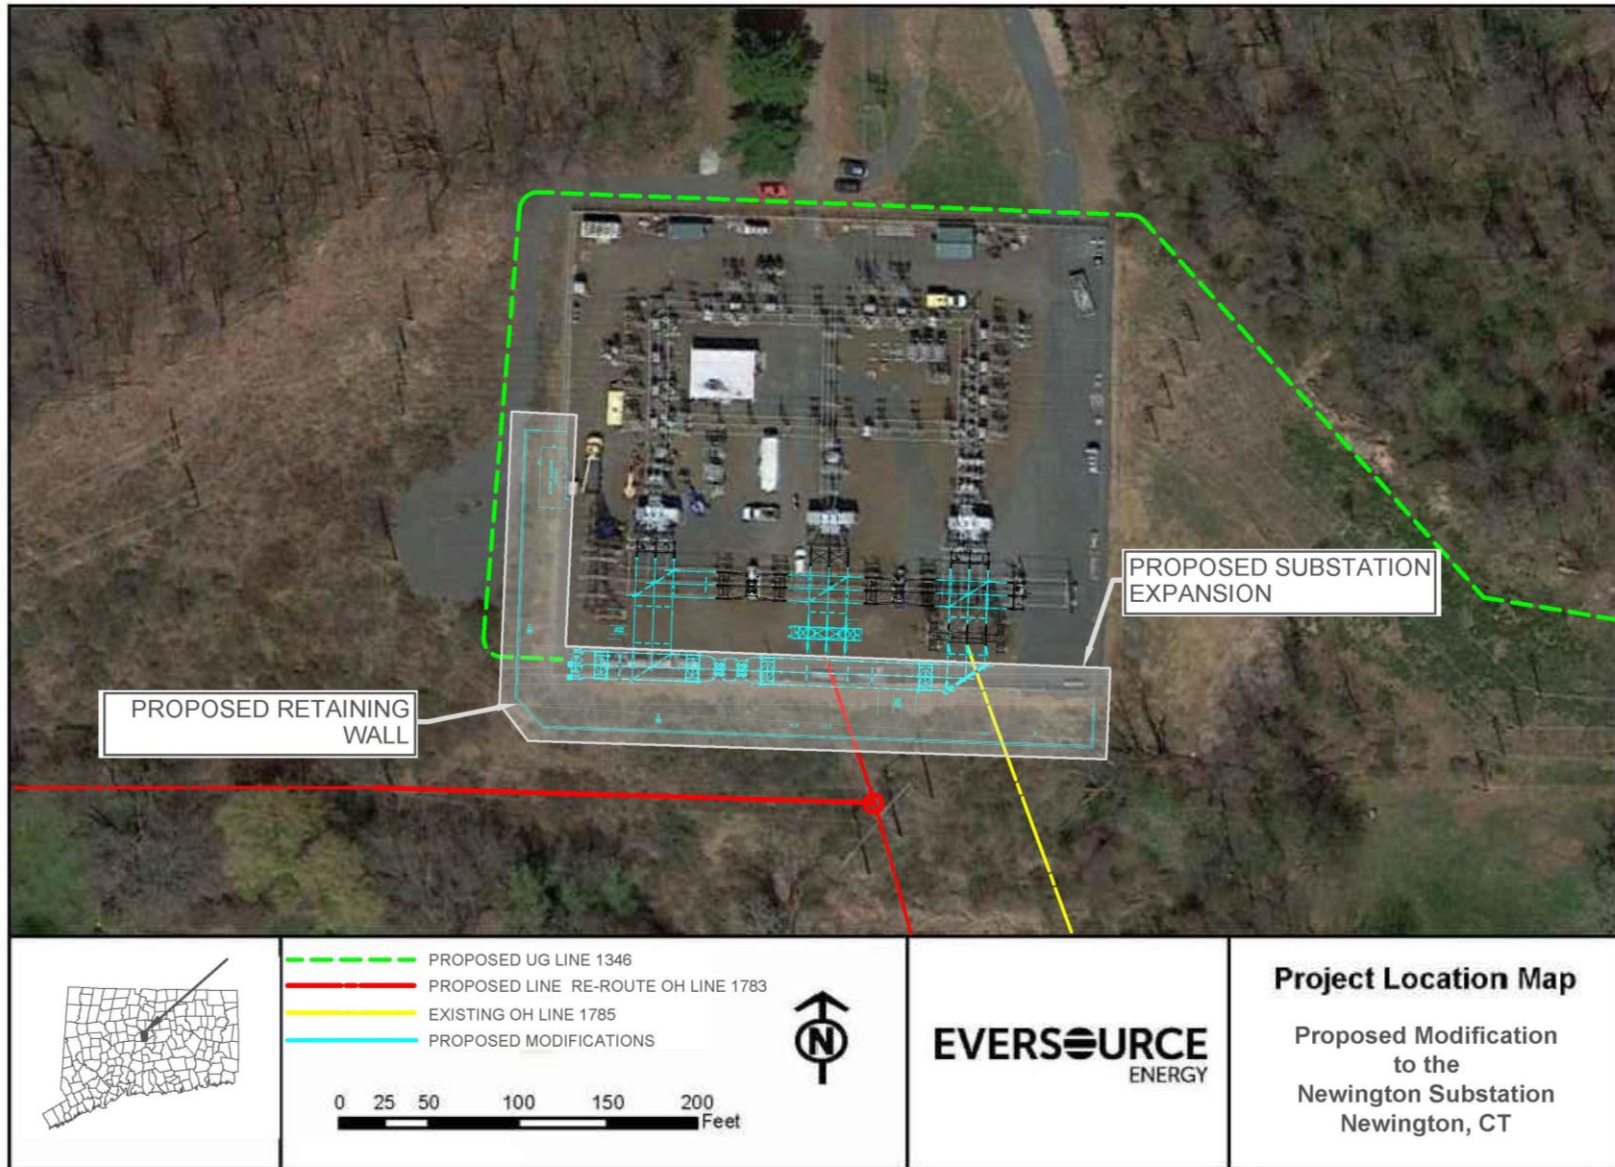 PROPOSED SUBSTATION
EXPANSION
PROPOSED RETAINING
WALL
PROPOSED UG LINE 1346
PROPOSED LINE RE-ROUTE OH LINE 1783
EXISTING OH LINE 1785
PROPOSED MODIFICATIONS
0 25 50 100 150 200
Feet
N
EVERSOURCE
ENERGY
Project Location Map
Proposed Modification
to the
Newington Substation
Newington, CT